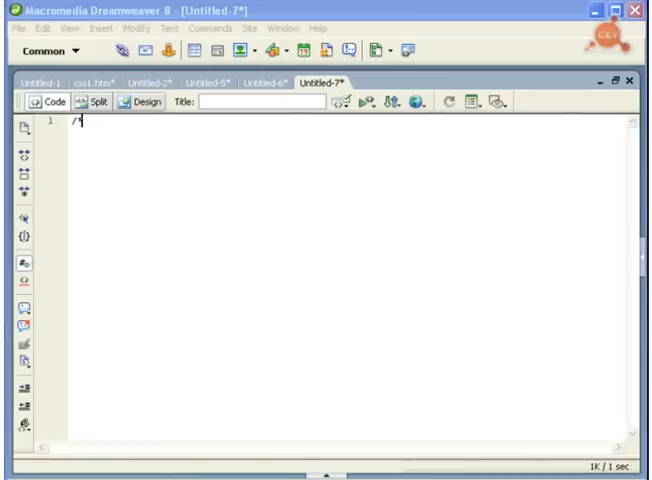 Macromedia Dreamweaver 8 - [Untitled-7*]
File Edit View Insert Modify Text Commands Site Window Help
Common
Untitled-1 css1.htm* Untitled-2* Untitled-5* Untitled-6* Untitled-7*
Code Split Design Title:
1 /*
1K / 1 sec